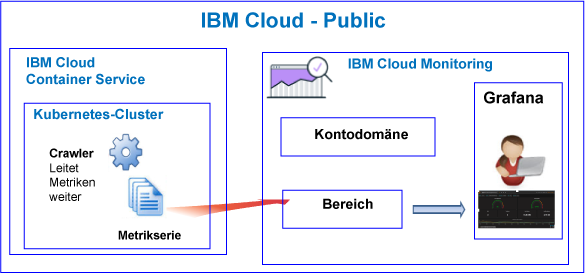 IBM Cloud - Public
IBM Cloud
Container Service
Kubernetes-Cluster
Crawler
Leitet
Metriken
weiter
Metrikserie
IBM Cloud Monitoring
Kontodomäne
Bereich
Grafana